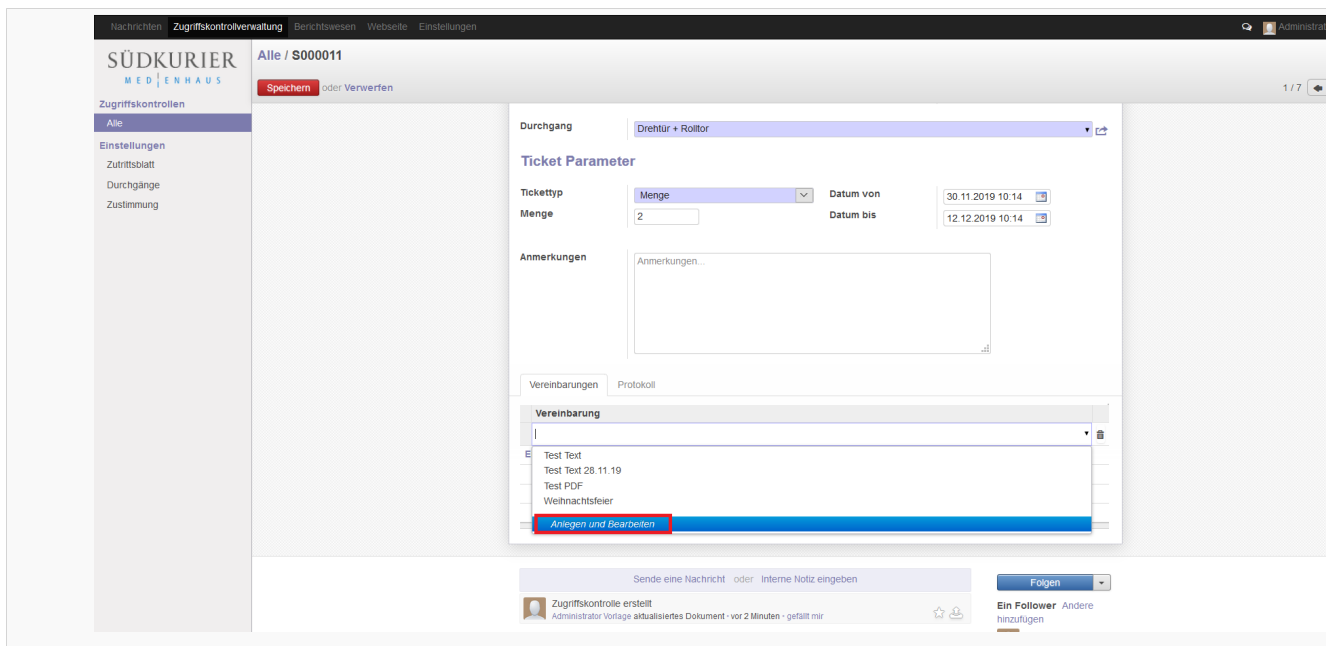 Nachrichten Zugriffskontrollverwaltung Berichtswesen Webseite Einstellungen
SÜDKURIER
MEDIENHAUS
Alle / S000011
Speichern oder Verwerfen
1 / 7
Zugriffskontrollen
Alle
Einstellungen
Zutrittsblatt
Durchgänge
Zustimmung
Durchgang Drehtür + Rolltor
Ticket Parameter
Tickettyp Menge Datum von 30.11.2019 10:14
Menge 2 Datum bis 12.12.2019 10:14
Anmerkungen Anmerkungen...
Vereinbarungen Protokoll
Vereinbarung
Test Text
Test Text 28.11.19
Test PDF
Weihnachtsfeier
Anlegen und Bearbeiten
Sende eine Nachricht oder Interne Notiz eingeben
Folgen
Zugriffskontrolle erstellt
Administrator Vorlage aktualisiertes Dokument - vor 2 Minuten - gefällt mir
Ein Follower Andere
hinzufügen